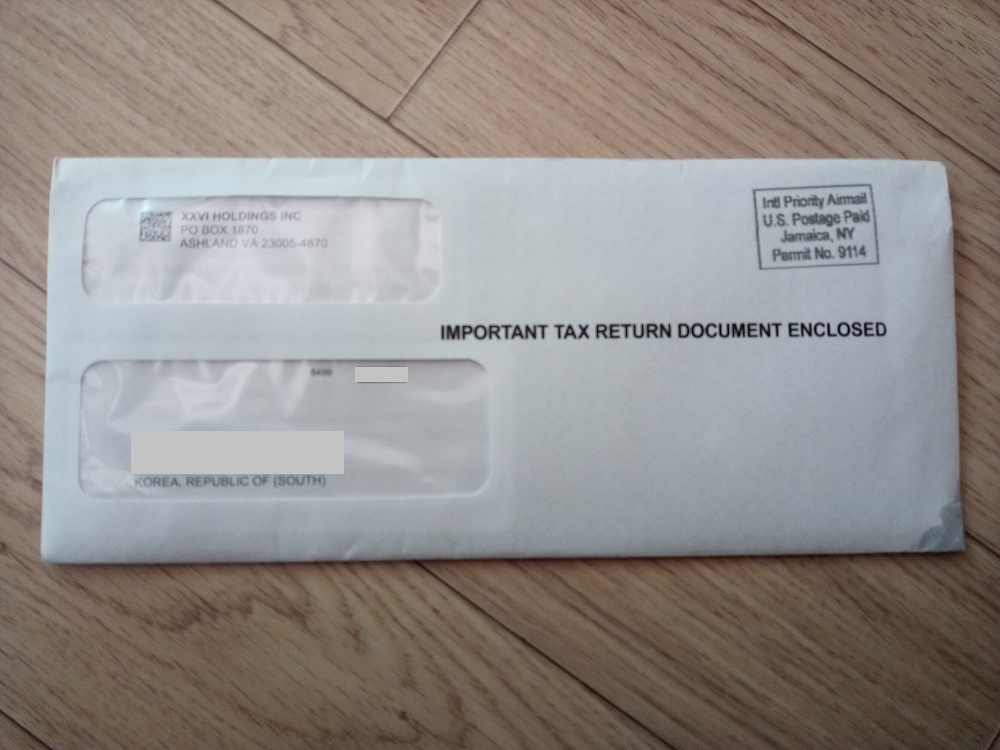 XXVI HOLDINGS INC
PO BOX 1870
ASHLAND VA 23005-4870
Intl Priority Airmail
U.S. Postage Paid
Jamaica, NY
Permit No. 9114
IMPORTANT TAX RETURN DOCUMENT ENCLOSED
8499
KOREA, REPUBLIC OF (SOUTH)